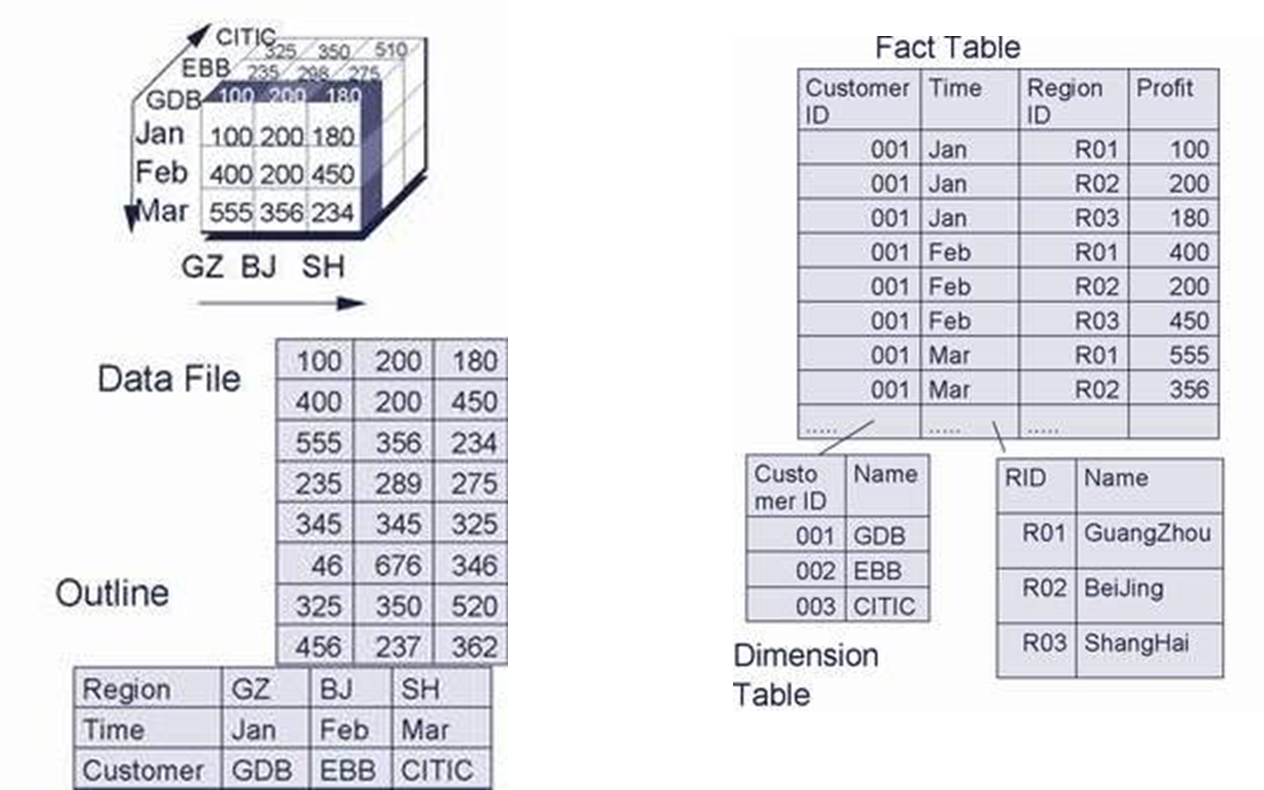 CITIC
325 350 510
EBB
235 298 275
GDB
100 200 180
Jan 100 200 180
Feb 400 200 450
Mar 555 356 234
GZ BJ SH
Data File
100 200 180
400 200 450
555 356 234
235 289 275
345 345 325
46 676 346
325 350 520
456 237 362
Outline
Region GZ BJ SH
Time Jan Feb Mar
Customer GDB EBB CITIC
Fact Table
Customer ID Time Region ID Profit
001 Jan R01 100
001 Jan R02 200
001 Jan R03 180
001 Feb R01 400
001 Feb R02 200
001 Feb R03 450
001 Mar R01 555
001 Mar R02 356
..... ..... .....
Custo
mer ID Name
001 GDB
002 EBB
003 CITIC
RID Name
R01 GuangZhou
R02 BeiJing
R03 ShangHai
Dimension
Table